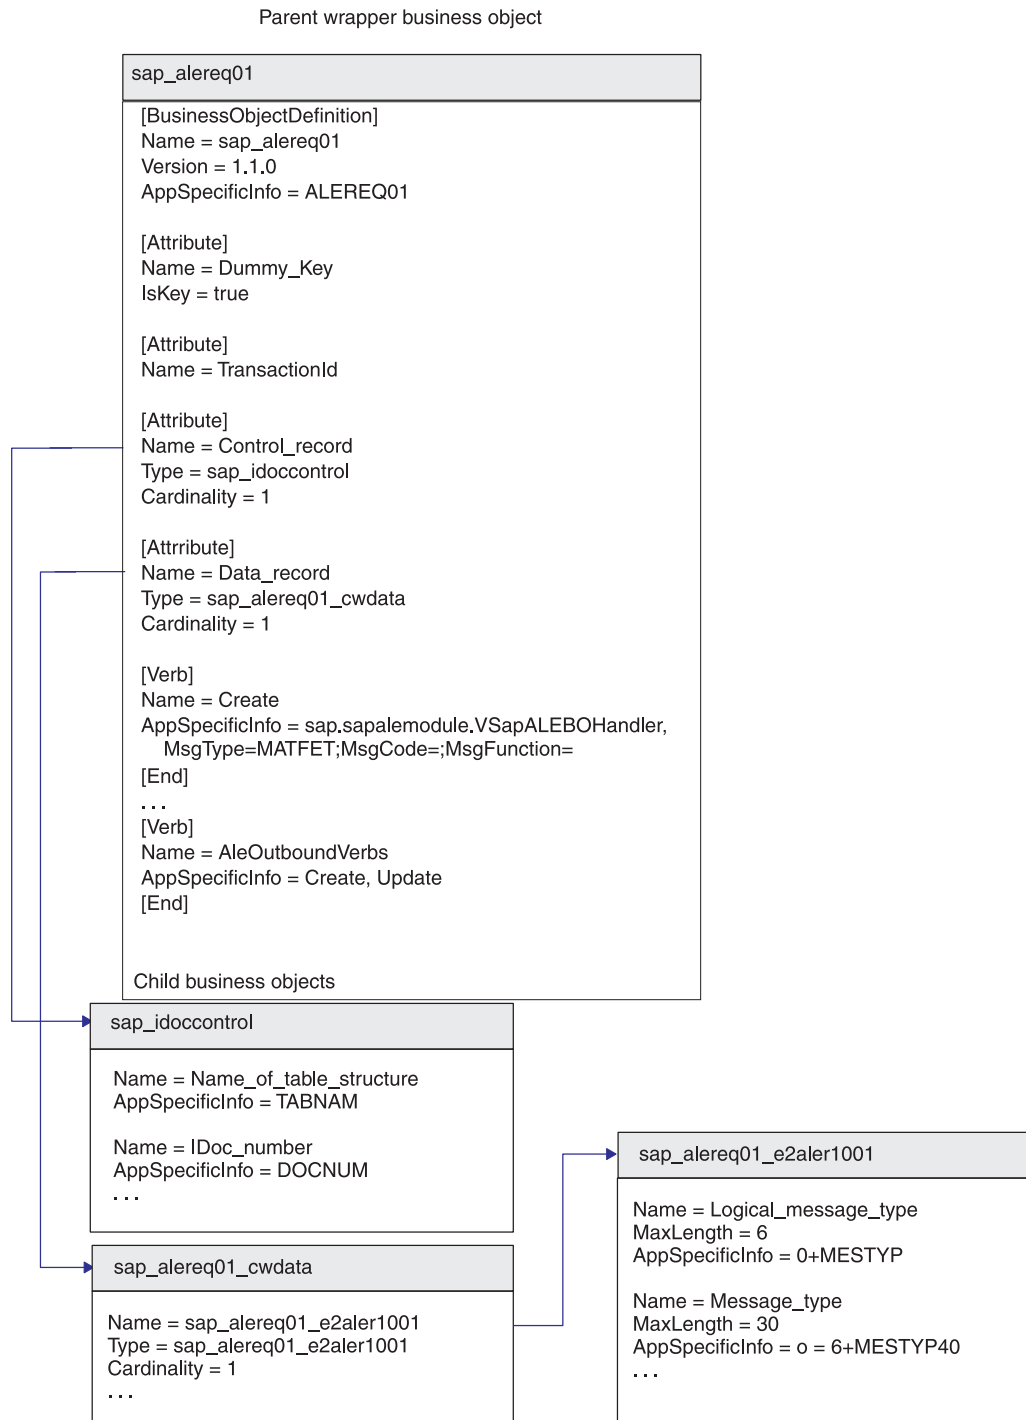 Parent wrapper business object
sap_alereq01
[BusinessObjectDefinition]
Name = sap_alereq01
Version = 1.1.0
AppSpecificInfo = ALEREQ01
[Attribute]
Name = Dummy_Key
IsKey = true
[Attribute]
Name = TransactionId
[Attribute]
Name = Control_record
Type = sap_idoccontrol
Cardinality = 1
[Attrribute]
Name = Data_record
Type = sap_alereq01_cwdata
Cardinality = 1
[Verb]
Name = Create
AppSpecificInfo = sap.sapalemodule.VSapALEBOHandler,
MsgType=MATFET;MsgCode=;MsgFunction=
[End]
. . .
[Verb]
Name = AleOutboundVerbs
AppSpecificInfo = Create, Update
[End]
Child business objects
sap_idoccontrol
Name = Name_of_table_structure
AppSpecificInfo = TABNAM
Name = IDoc_number
AppSpecificInfo = DOCNUM
. . .
sap_alereq01_cwdata
Name = sap_alereq01_e2aler1001
Type = sap_alereq01_e2aler1001
Cardinality = 1
. . .
sap_alereq01_e2aler1001
Name = Logical_message_type
MaxLength = 6
AppSpecificInfo = 0+MESTYP
Name = Message_type
MaxLength = 30
AppSpecificInfo = o = 6+MESTYP40
. . .